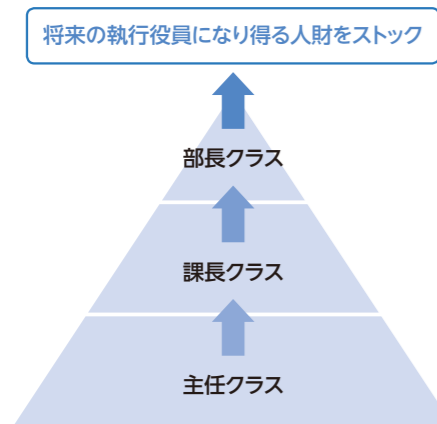 将来の執行役員になり得る人財をストック
部長クラス
課長クラス
主任クラス